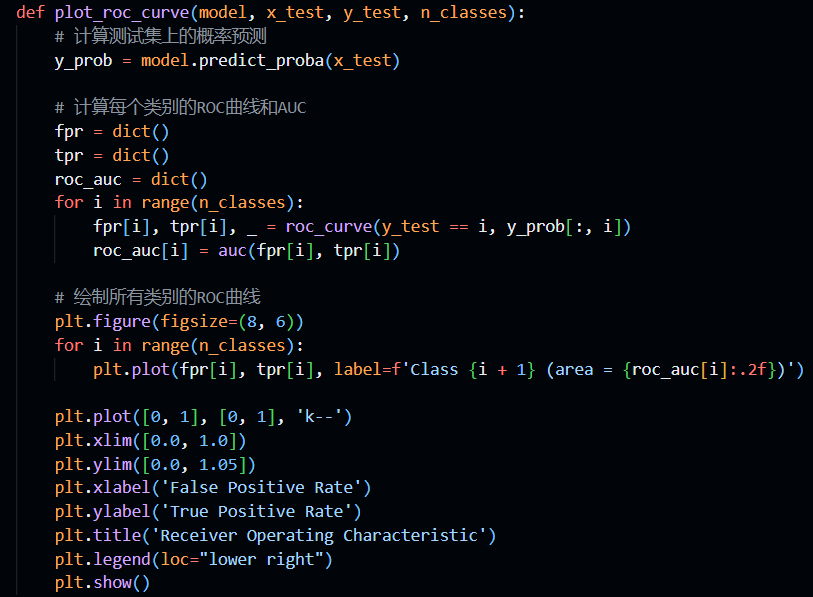 def plot_roc_curve(model, x_test, y_test, n_classes):
    # 计算测试集上的概率预测
    y_prob = model.predict_proba(x_test)

    # 计算每个类别的ROC曲线和AUC
    fpr = dict()
    tpr = dict()
    roc_auc = dict()
    for i in range(n_classes):
        fpr[i], tpr[i], _ = roc_curve(y_test == i, y_prob[:, i])
        roc_auc[i] = auc(fpr[i], tpr[i])

    # 绘制所有类别的ROC曲线
    plt.figure(figsize=(8, 6))
    for i in range(n_classes):
        plt.plot(fpr[i], tpr[i], label=f'Class {i + 1} (area = {roc_auc[i]:.2f})')

    plt.plot([0, 1], [0, 1], 'k--')
    plt.xlim([0.0, 1.0])
    plt.ylim([0.0, 1.05])
    plt.xlabel('False Positive Rate')
    plt.ylabel('True Positive Rate')
    plt.title('Receiver Operating Characteristic')
    plt.legend(loc="lower right")
    plt.show()